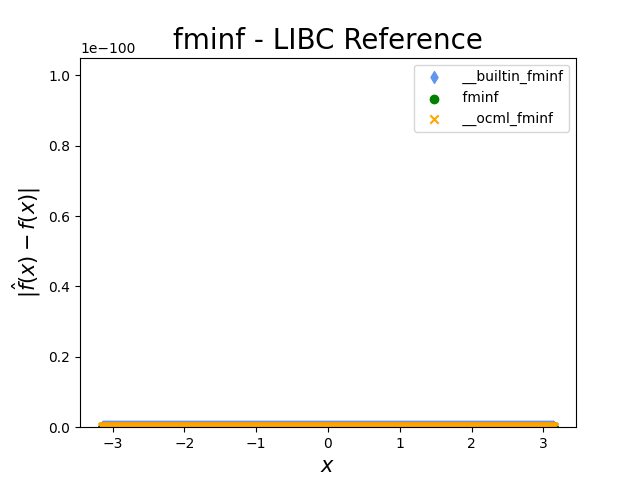 fminf - LIBC Reference
1e−100
1.0
0.8
0.6
0.4
0.2
0.0
|f̂(x) − f(x)|
−3
−2
−1
0
1
2
3
x
__builtin_fminf
fminf
__ocml_fminf